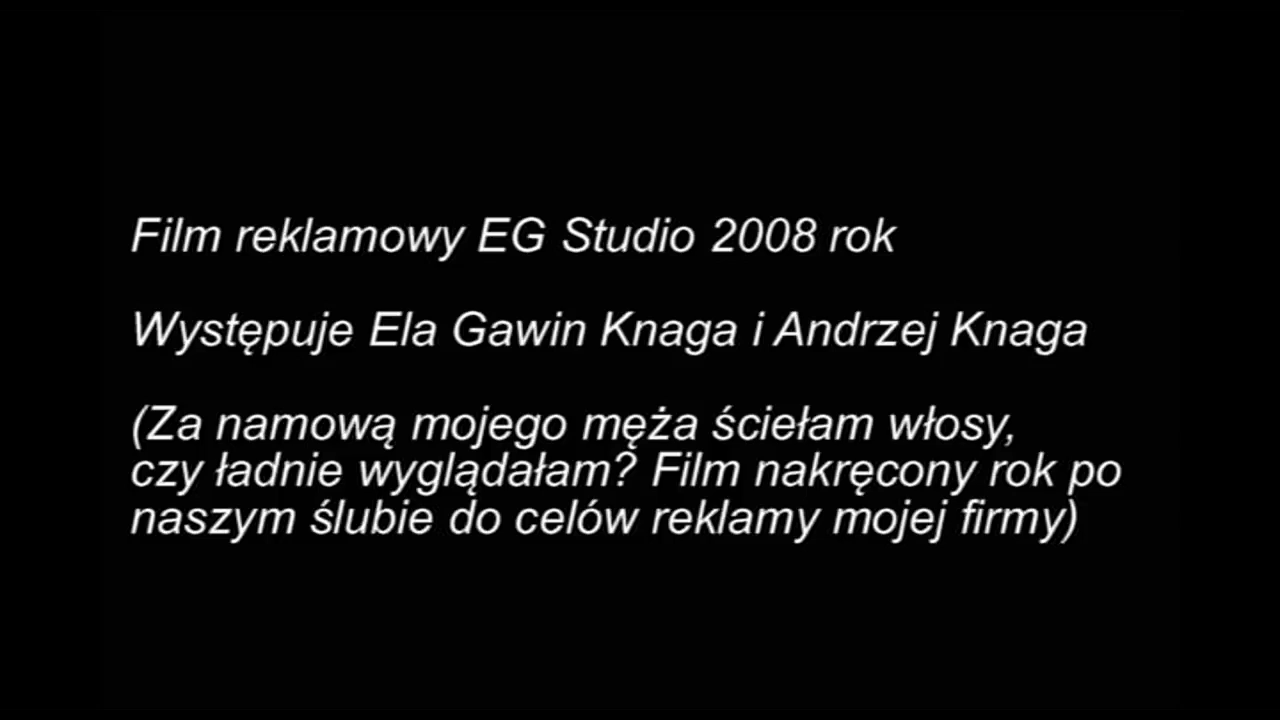 Film reklamowy EG Studio 2008 rok
Występuje Ela Gawin Knaga i Andrzej Knaga
(Za namową mojego męża ściełam włosy,
czy ładnie wyglądałam? Film nakręcony rok po
naszym ślubie do celów reklamy mojej firmy)